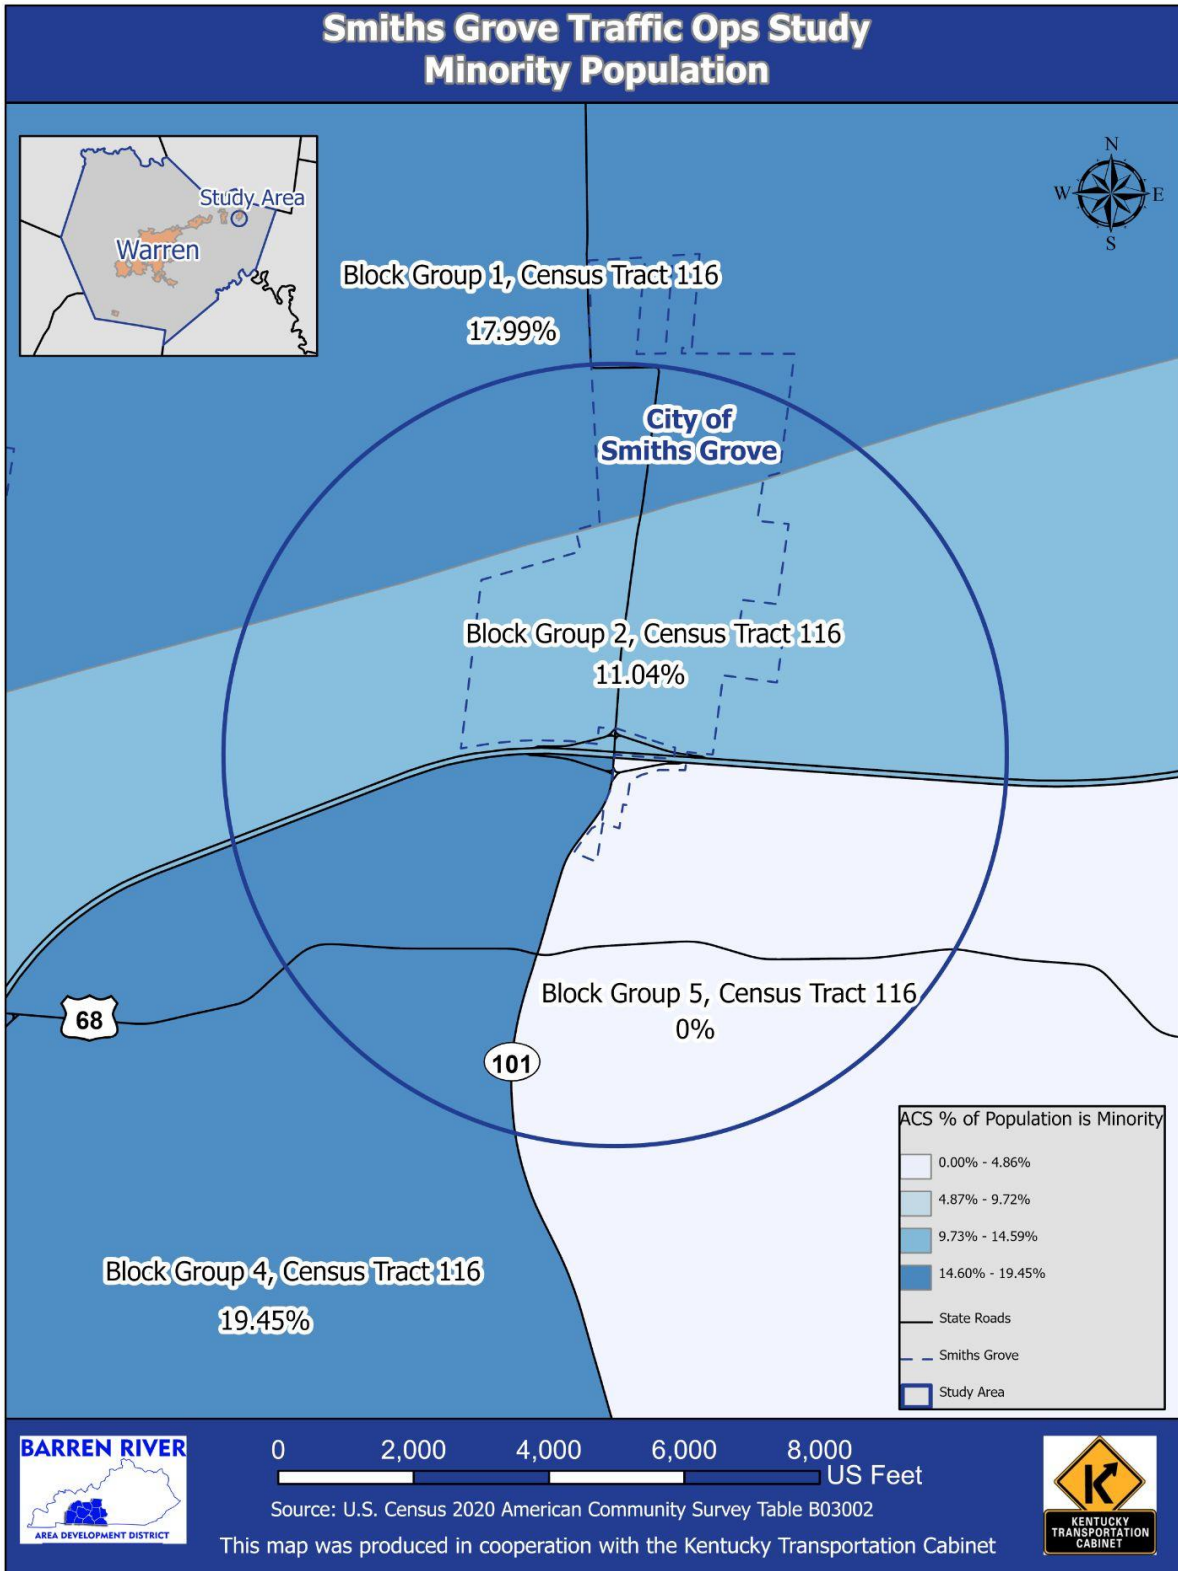 Smiths Grove Traffic Ops Study
Minority Population
Study Area
Warren
N
W
E
S
Block Group 1, Census Tract 116
17.99%
City of
Smiths Grove
Block Group 2, Census Tract 116
11.04%
Block Group 5, Census Tract 116
0%
68
101
Block Group 4, Census Tract 116
19.45%
ACS % of Population is Minority
0.00% - 4.86%
4.87% - 9.72%
9.73% - 14.59%
14.60% - 19.45%
State Roads
Smiths Grove
Study Area
BARREN RIVER
AREA DEVELOPMENT DISTRICT
0 2,000 4,000 6,000 8,000
US Feet
Source: U.S. Census 2020 American Community Survey Table B03002
This map was produced in cooperation with the Kentucky Transportation Cabinet
K
KENTUCKY
TRANSPORTATION
CABINET